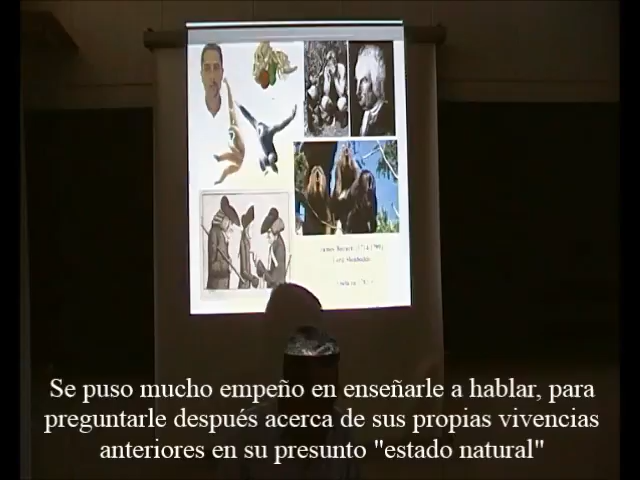 Se puso mucho empeño en enseñarle a hablar, para
preguntarle después acerca de sus propias vivencias
anteriores en su presunto "estado natural"